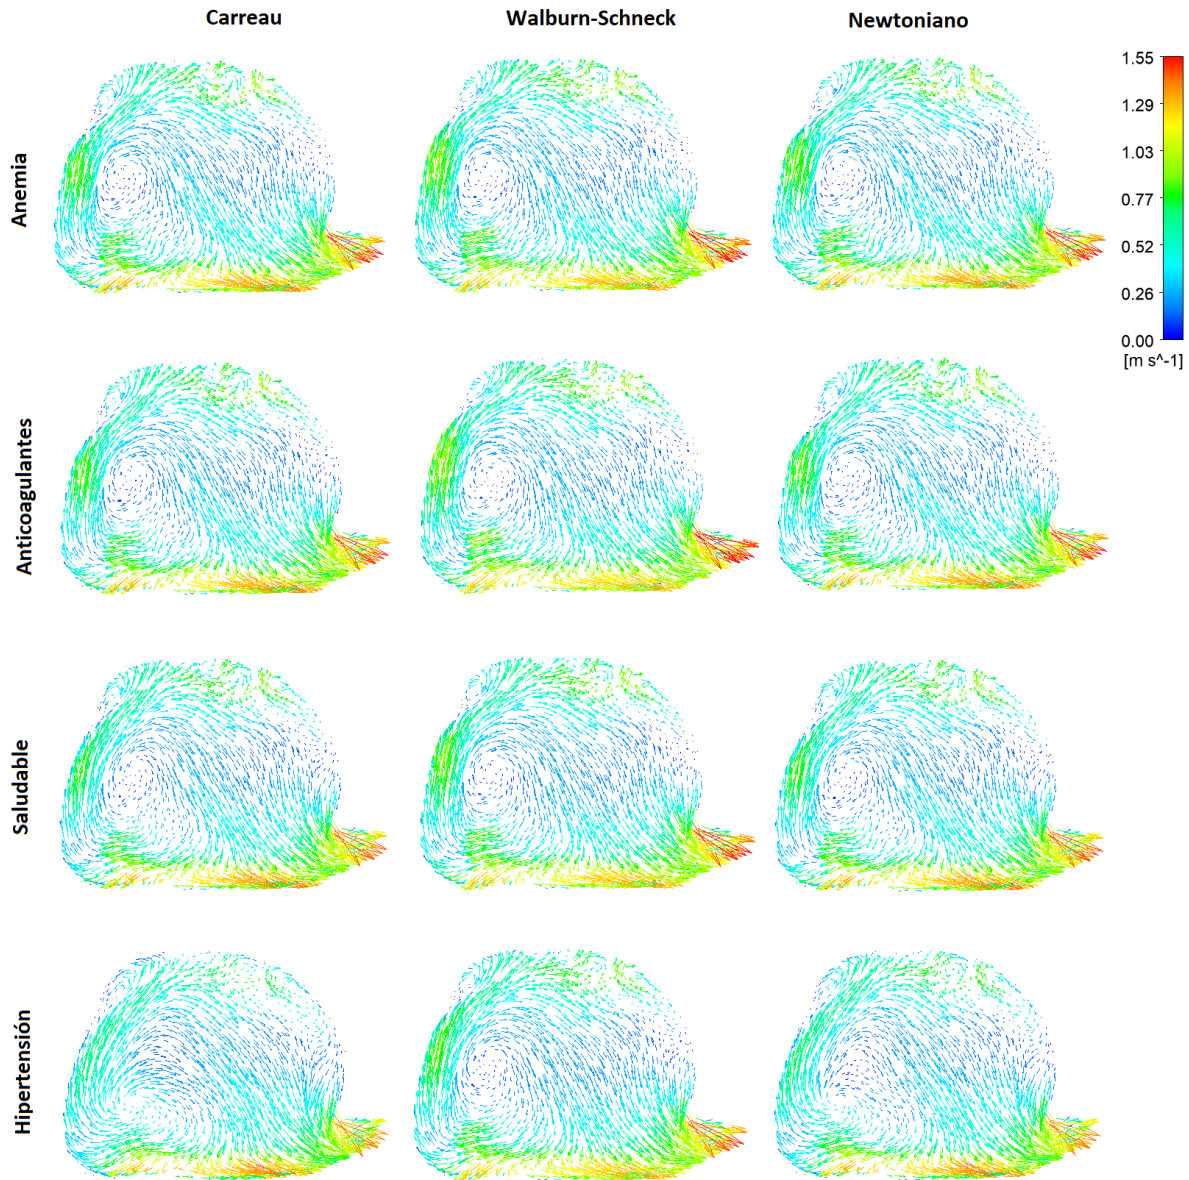 Carreau
Walburn-Schneck
Newtoniano
1.55
1.29
1.03
0.77
0.52
0.26
0.00
[m s^-1]
Anemia
Anticoagulantes
Saludable
Hipertensión